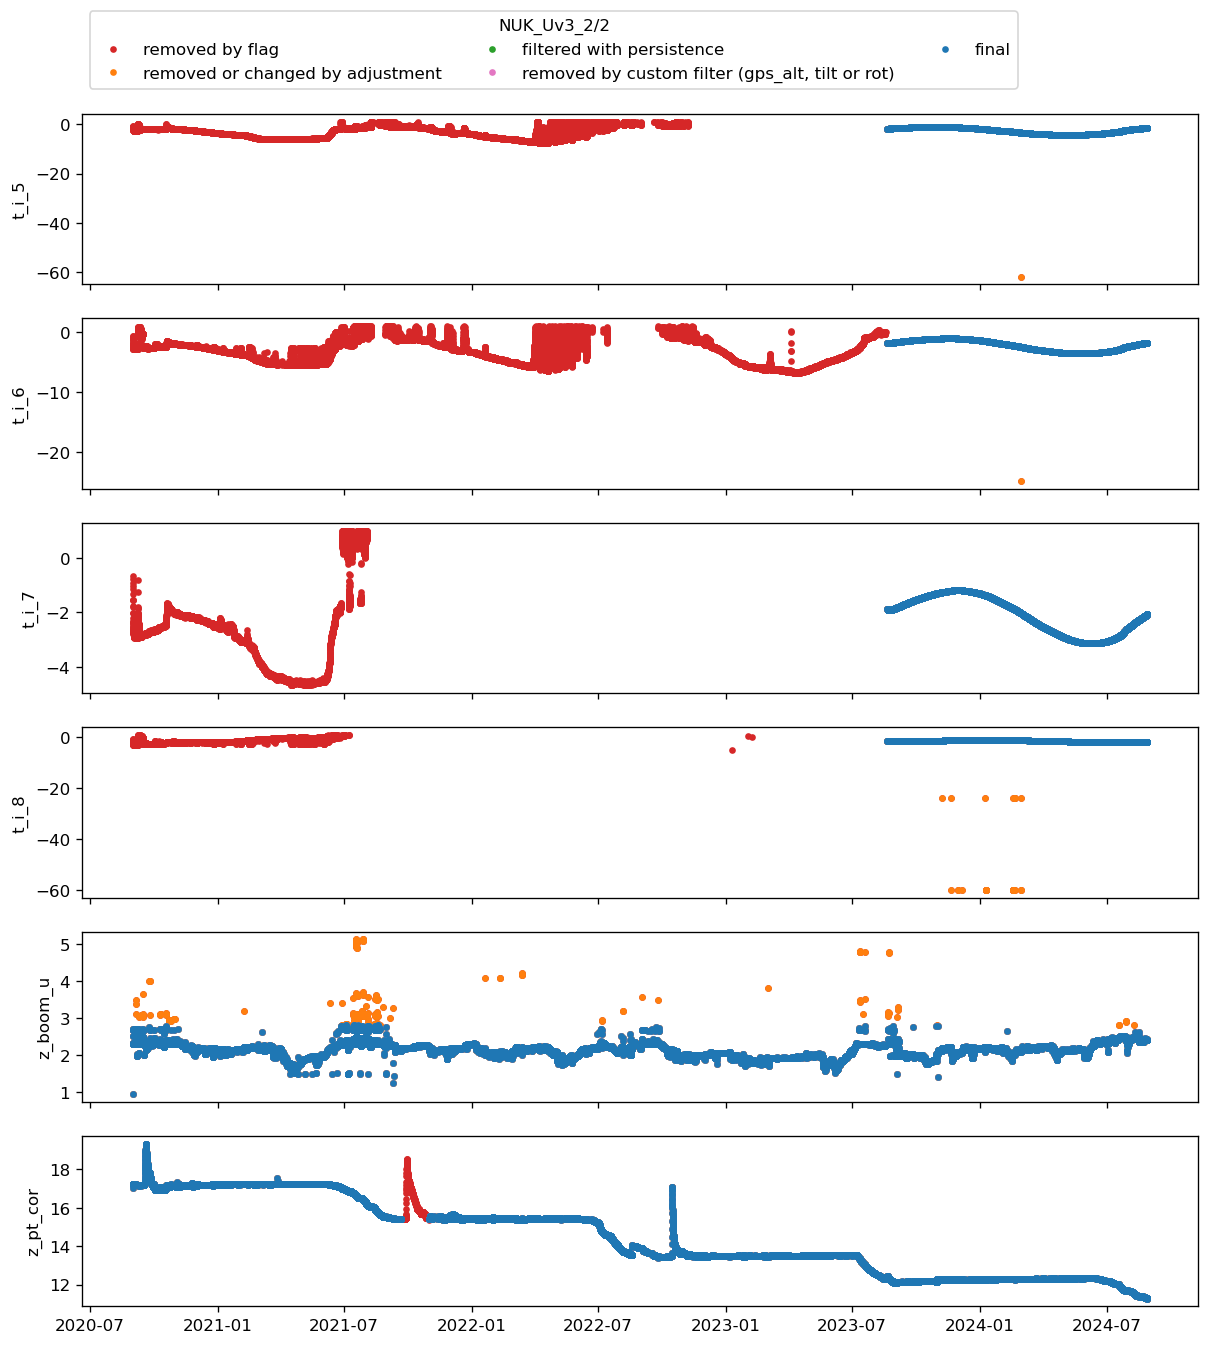 NUK_Uv3_2/2
removed by flag
filtered with persistence
final
removed or changed by adjustment
removed by custom filter (gps_alt, tilt or rot)
t_i_5
0
−20
−40
−60
t_i_6
0
−10
−20
t_i_7
0
−2
−4
t_i_8
0
−20
−40
−60
z_boom_u
5
4
3
2
1
z_pt_cor
18
16
14
12
2020-07 2021-01 2021-07 2022-01 2022-07 2023-01 2023-07 2024-01 2024-07